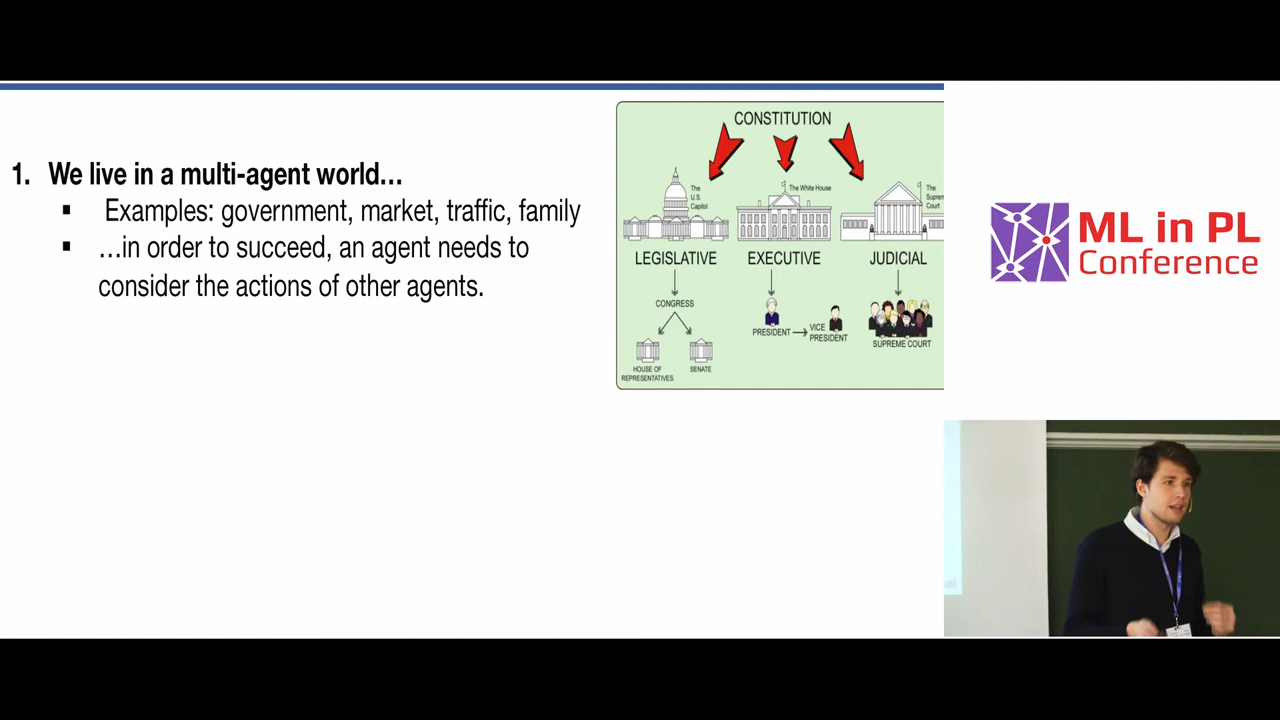 1. We live in a multi-agent world…
▪ Examples: government, market, traffic, family
▪ …in order to succeed, an agent needs to
consider the actions of other agents.
CONSTITUTION
The
U.S.
Capitol
The White House
The
Court
LEGISLATIVE
EXECUTIVE
JUDICIAL
CONGRESS
PRESIDENT
VICE
PRESIDENT
SUPREME COURT
HOUSE OF
REPRESENTATIVES
SENATE
ML in PL
Conference